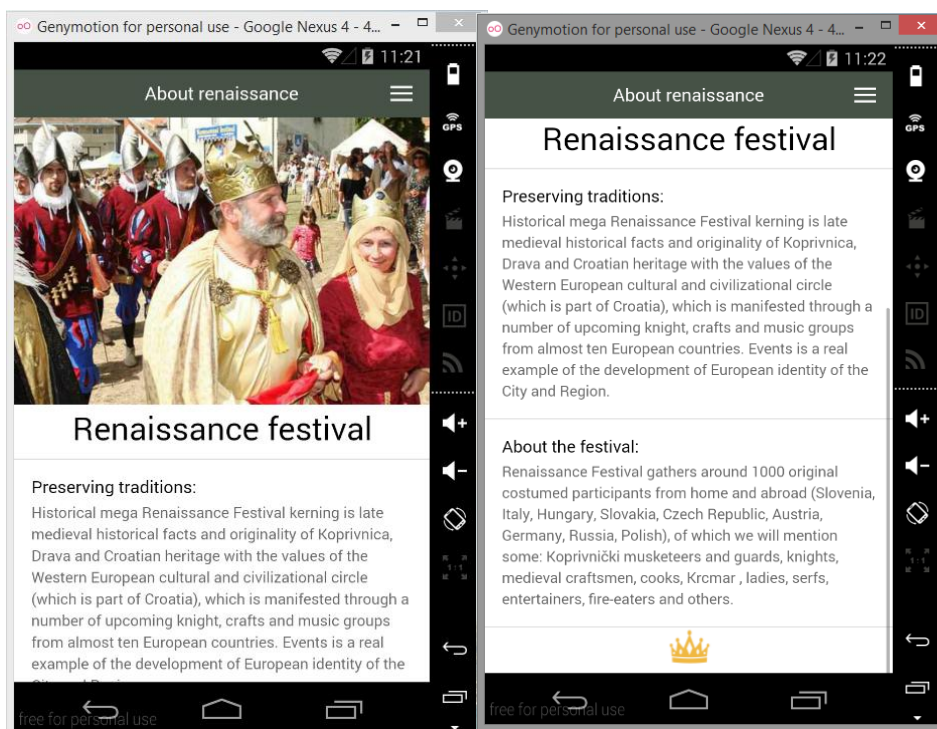 Genymotion for personal use - Google Nexus 4 - 4...
11:21
About renaissance
GPS
ID
Renaissance festival
Preserving traditions:
Historical mega Renaissance Festival kerning is late
medieval historical facts and originality of Koprivnica,
Drava and Croatian heritage with the values of the
Western European cultural and civilizational circle
(which is part of Croatia), which is manifested through a
number of upcoming knight, crafts and music groups
from almost ten European countries. Events is a real
example of the development of European identity of the
1:1
free for personal use
Genymotion for personal use - Google Nexus 4 - 4...
11:22
About renaissance
GPS
ID
Renaissance festival
Preserving traditions:
Historical mega Renaissance Festival kerning is late
medieval historical facts and originality of Koprivnica,
Drava and Croatian heritage with the values of the
Western European cultural and civilizational circle
(which is part of Croatia), which is manifested through a
number of upcoming knight, crafts and music groups
from almost ten European countries. Events is a real
example of the development of European identity of the
City and Region.
About the festival:
Renaissance Festival gathers around 1000 original
costumed participants from home and abroad (Slovenia,
Italy, Hungary, Slovakia, Czech Republic, Austria,
Germany, Russia, Polish), of which we will mention
some: Koprivnički musketeers and guards, knights,
medieval craftsmen, cooks, Krcmar , ladies, serfs,
entertainers, fire-eaters and others.
1:1
free for personal use